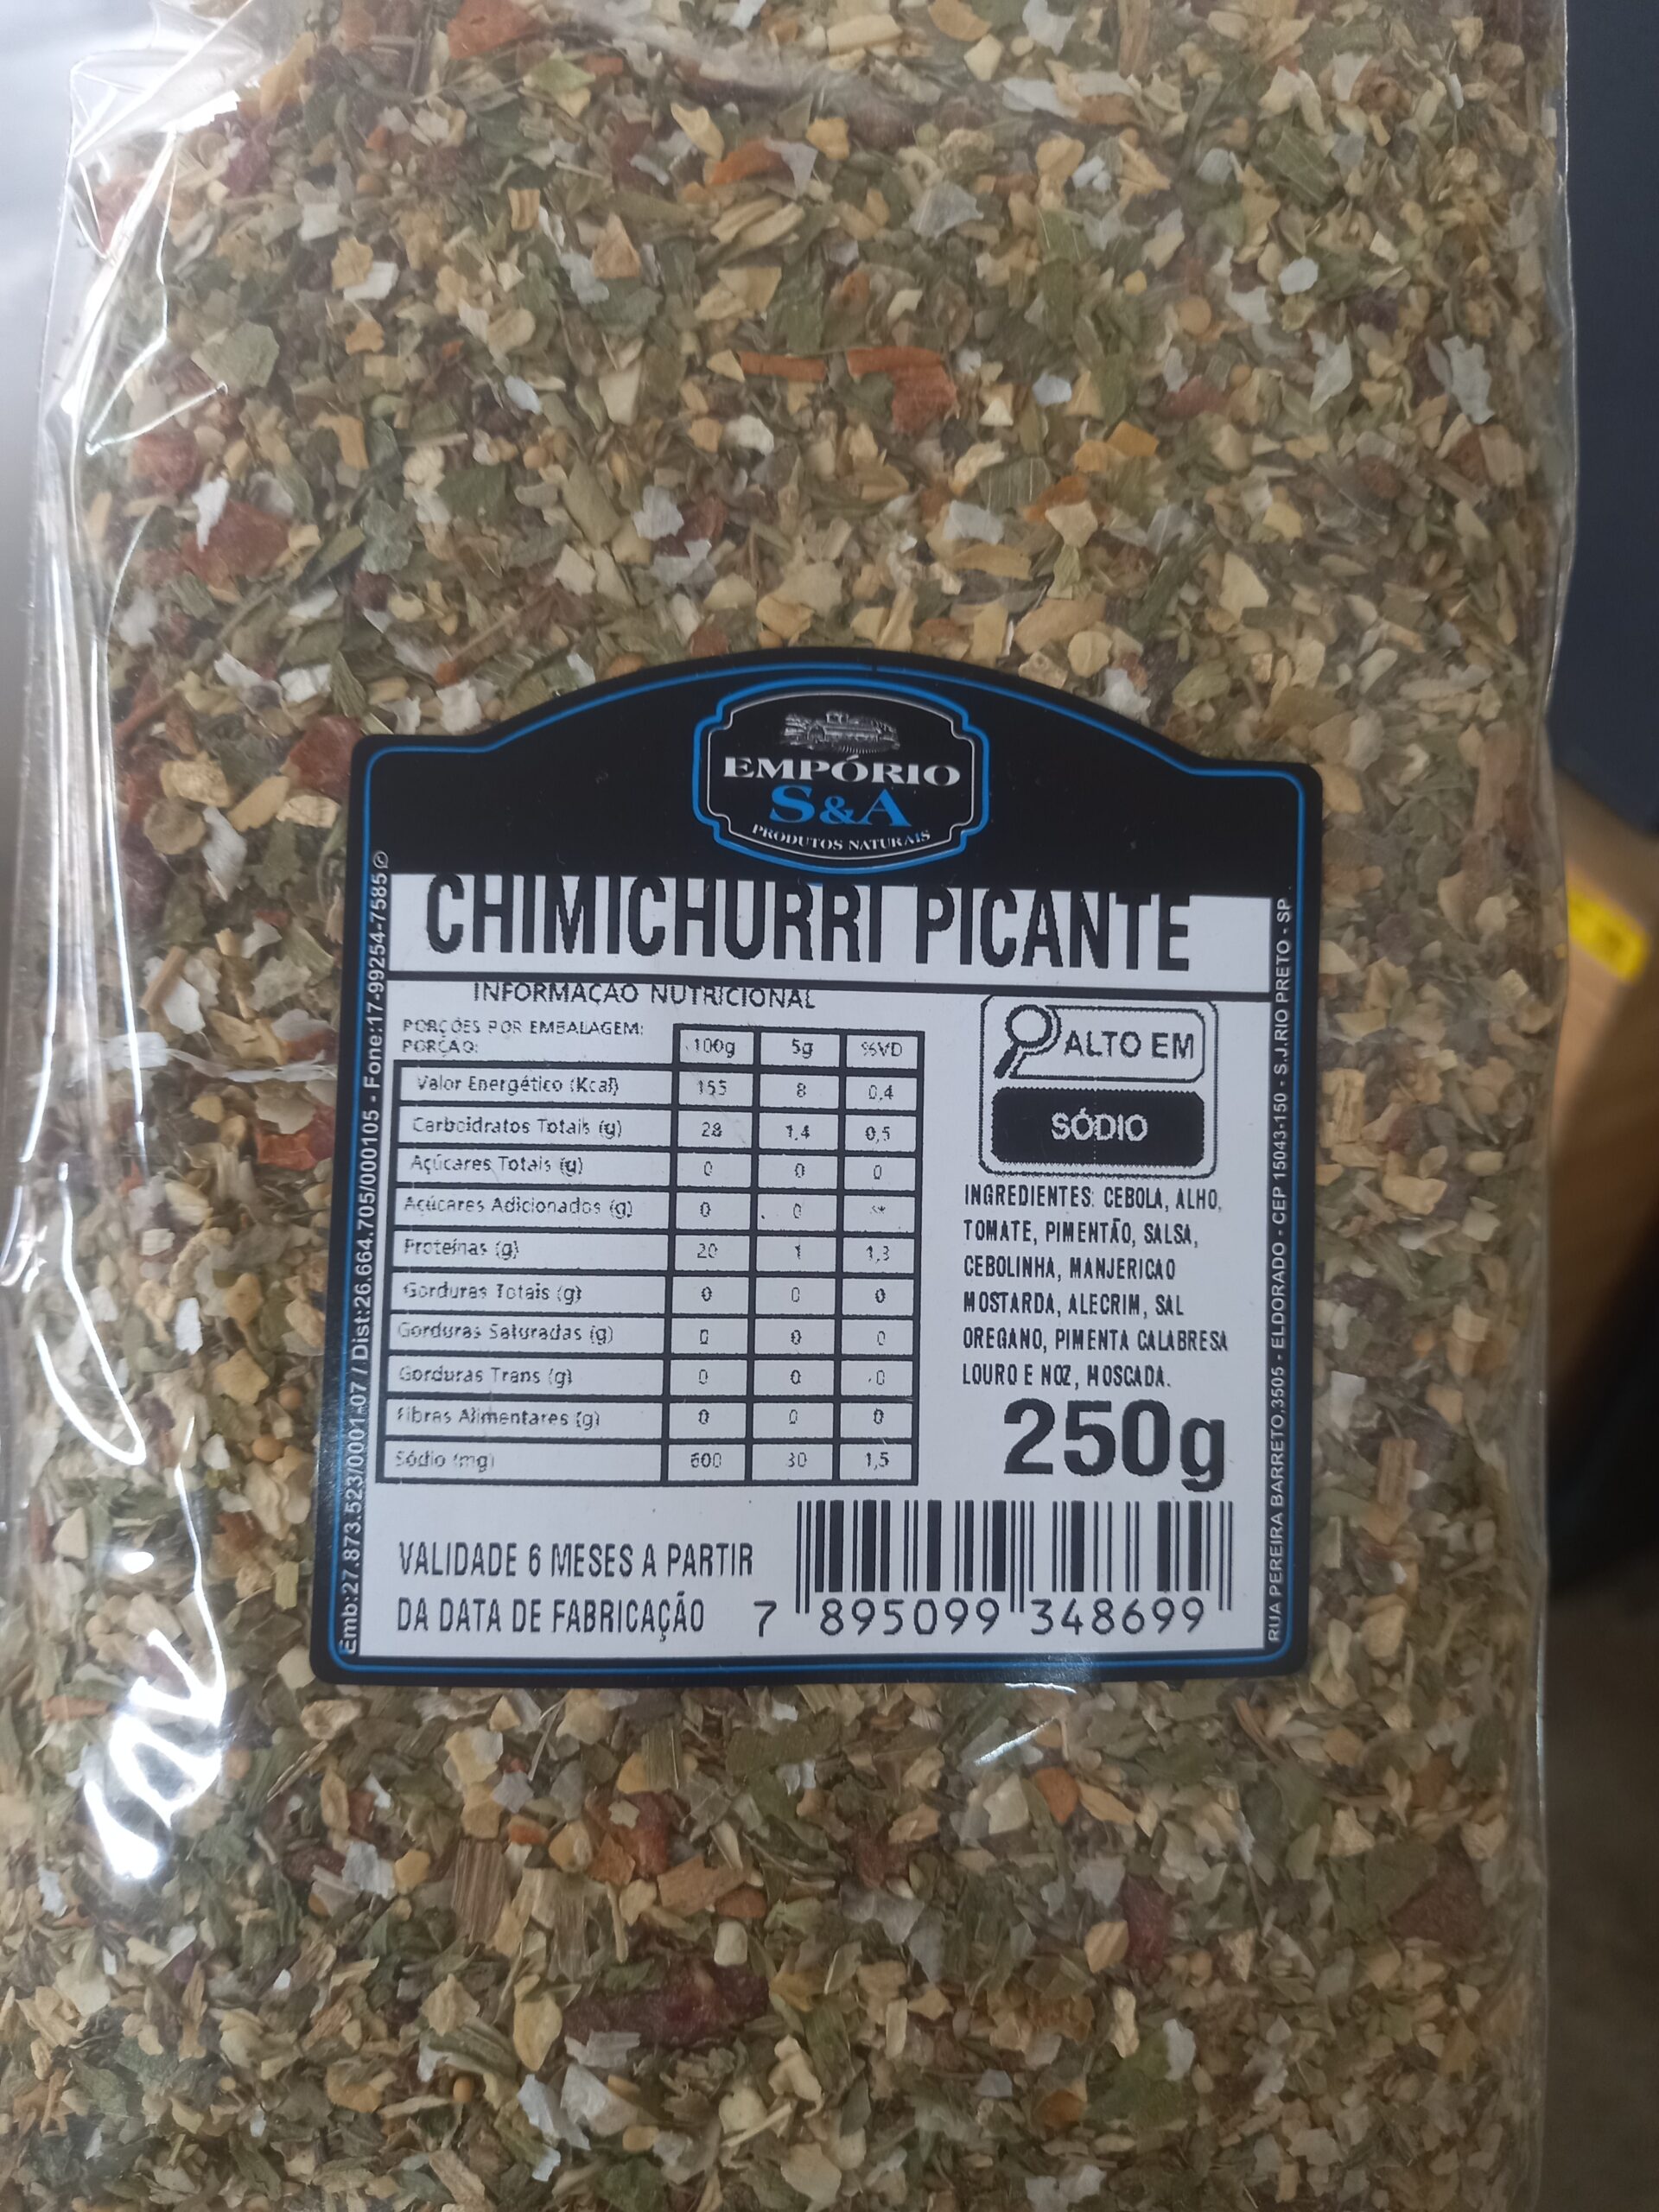 EMPÓRIO
S&A
PRODUTOS NATURAIS
CHIMICHURRI PICANTE
INFORMAÇÃO NUTRICIONAL
PORÇÕES POR EMBALAGEM:
PORÇÃO:
100g 5g %VD
Valor Energético (Kcal) 155 8 0,4
Carboidratos Totais (g) 28 1,4 0,5
Açúcares Totais (g) 0 0 0
Açúcares Adicionados (g) 0 0 **
Proteínas (g) 20 1 1,3
Gorduras Totais (g) 0 0 0
Gorduras Saturadas (g) 0 0 0
Gorduras Trans (g) 0 0 0
Fibras Alimentares (g) 0 0 0
Sódio (mg) 600 30 1,5
ALTO EM
SÓDIO
INGREDIENTES: CEBOLA, ALHO,
TOMATE, PIMENTÃO, SALSA,
CEBOLINHA, MANJERICAO
MOSTARDA, ALECRIM, SAL
OREGANO, PIMENTA CALABRESA
LOURO E NOZ, MOSCADA.
250g
VALIDADE 6 MESES A PARTIR
DA DATA DE FABRICAÇÃO
7 895099 348699
Emb:27.873.523/0001.07 / Dist:26.664.705/000105 - Fone:17-99254-7585
RUA PEREIRA BARRETO,3505 - ELDORADO - CEP 15043-150 - S.J.RIO PRETO - SP